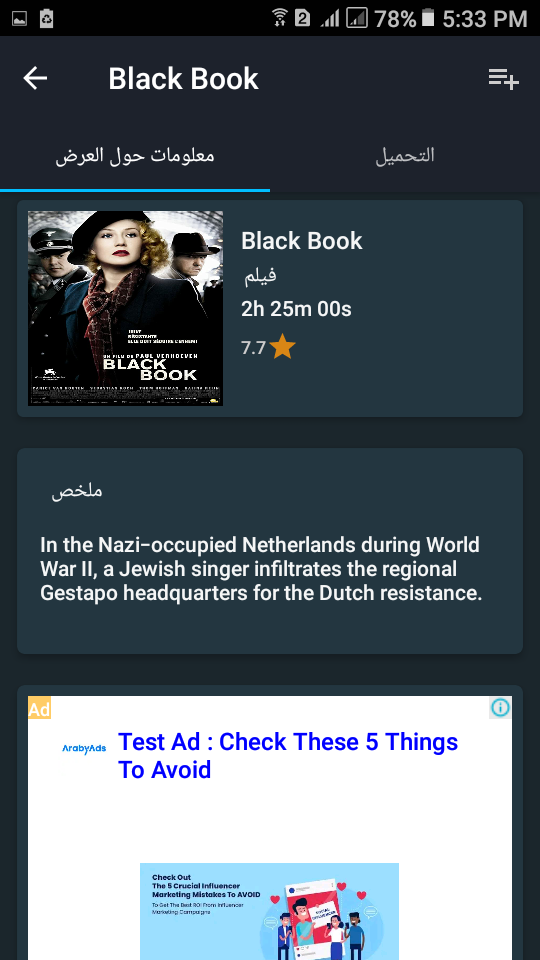 78% 5:33 PM
Black Book
معلومات حول العرض
التحميل
Black Book
فيلم
2h 25m 00s
7.7
UN FILM DE PAUL VERHOEVEN
BLACK
BOOK
ملخص
In the Nazi-occupied Netherlands during World
War II, a Jewish singer infiltrates the regional
Gestapo headquarters for the Dutch resistance.
Ad
ArabyAds
Test Ad : Check These 5 Things
To Avoid
Check Out
The 5 Crucial Influencer
Marketing Mistakes To AVOID
To Get The Best ROI From Influencer
Marketing Campaigns